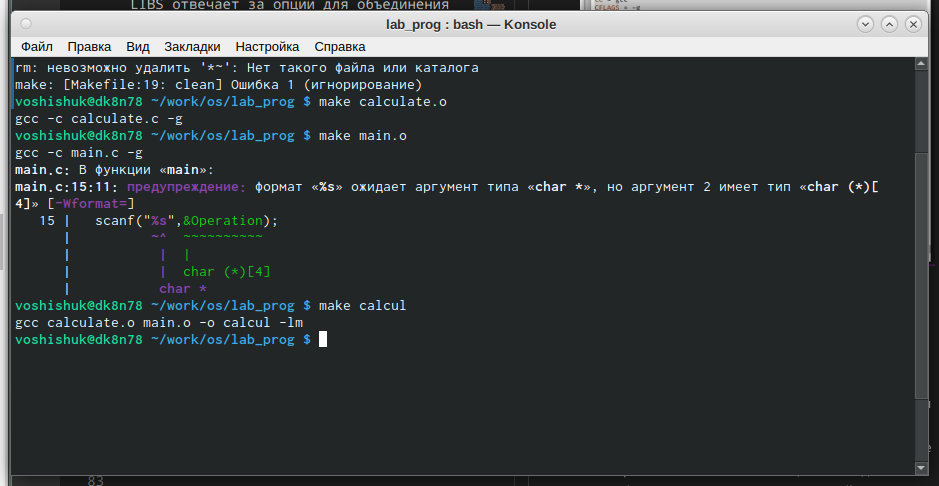 LIBS отвечает за опции для объединения
CFLAGS = -g
lab_prog : bash — Konsole
Файл Правка Вид Закладки Настройка Справка
rm: невозможно удалить '*~': Нет такого файла или каталога
make: [Makefile:19: clean] Ошибка 1 (игнорирование)
voshishuk@dk8n78 ~/work/os/lab_prog $ make calculate.o
gcc -c calculate.c -g
voshishuk@dk8n78 ~/work/os/lab_prog $ make main.o
gcc -c main.c -g
main.c: В функции «main»:
main.c:15:11: предупреждение: формат «%s» ожидает аргумент типа «char *», но аргумент 2 имеет тип «char (*)[
4]» [-Wformat=]
15 | scanf("%s",&Operation);
| ~^ ~~~~~~~~~~
| | |
| | char (*)[4]
| char *
voshishuk@dk8n78 ~/work/os/lab_prog $ make calcul
gcc calculate.o main.o -o calcul -lm
voshishuk@dk8n78 ~/work/os/lab_prog $
83